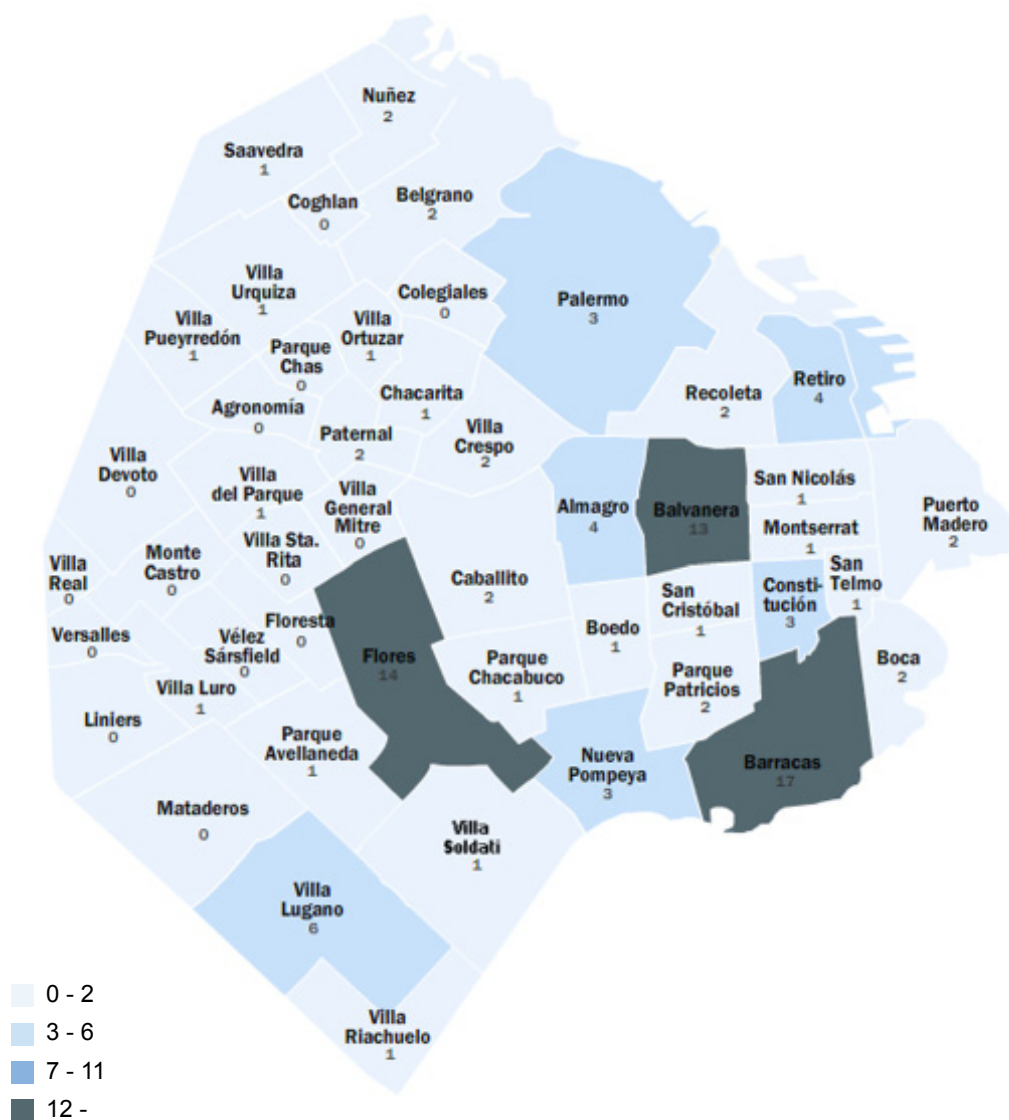 Nuñez
2
Saavedra
1
Coghlan
0
Belgrano
2
Villa
Urquiza
1
Colegiales
0
Palermo
3
Villa
Pueyrredón
1
Villa
Ortuzar
1
Parque
Chas
0
Retiro
4
Recoleta
2
Chacarita
1
Agronomía
0
Paternal
2
Villa
Crespo
2
Villa
Devoto
0
Villa
del Parque
1
Villa
General
Mitre
0
Almagro
4
Balvanera
13
San Nicolás
1
Puerto
Madero
2
Montserrat
1
Villa Sta.
Rita
0
Monte
Castro
0
Villa
Real
0
Caballito
2
San
Cristóbal
1
Consti-
tución
3
San
Telmo
1
Versalles
0
Vélez
Sársfield
0
Floresta
0
Flores
14
Boedo
1
Parque
Chacabuco
1
Parque
Patricios
2
Boca
2
Villa Luro
1
Liniers
0
Parque
Avellaneda
1
Nueva
Pompeya
3
Barracas
17
Mataderos
0
Villa
Soldati
1
Villa
Lugano
6
Villa
Riachuelo
1
0 - 2
3 - 6
7 - 11
12 -